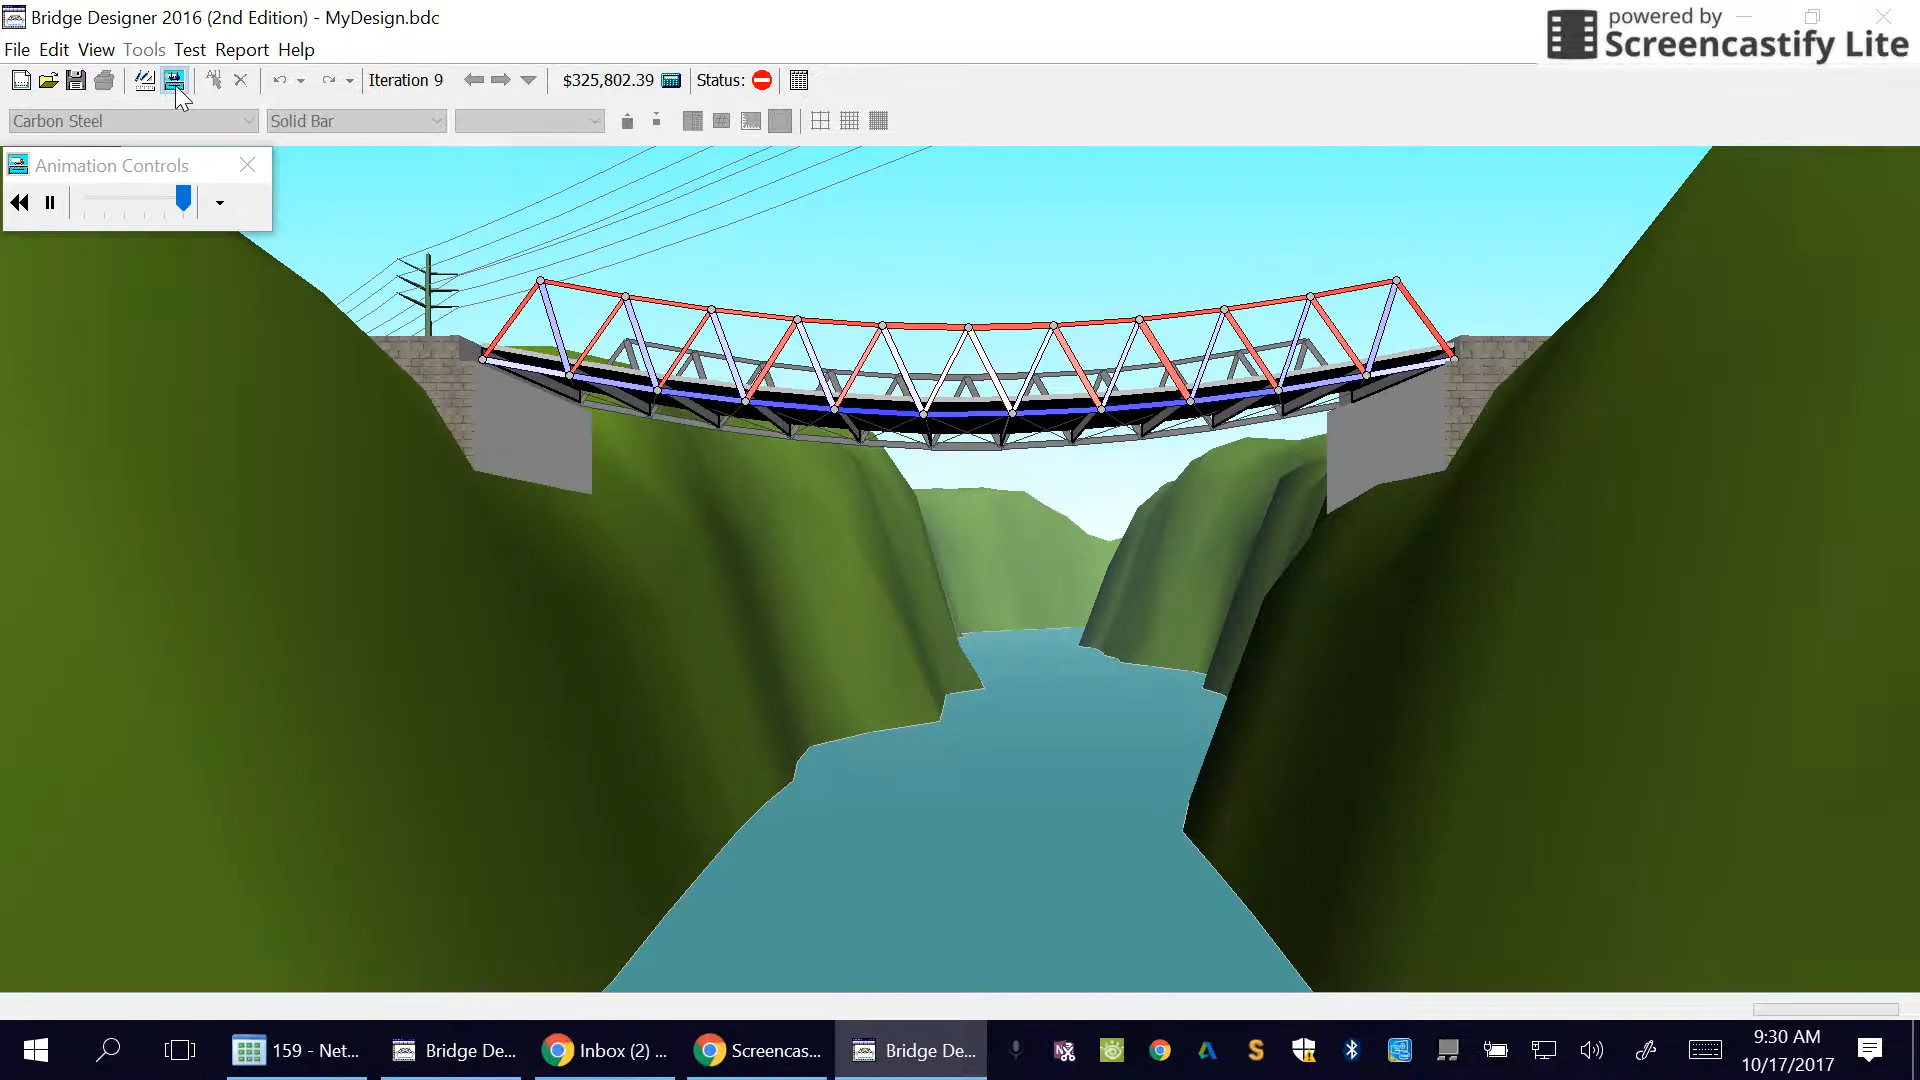 Bridge Designer 2016 (2nd Edition) - MyDesign.bdc
powered by
Screencastify Lite
File Edit View Tools Test Report Help
Iteration 9 $325,802.39 Status:
Carbon Steel Solid Bar
Animation Controls
159 - Net... Bridge De... Inbox (2) ... Screencas... Bridge De...
9:30 AM
10/17/2017